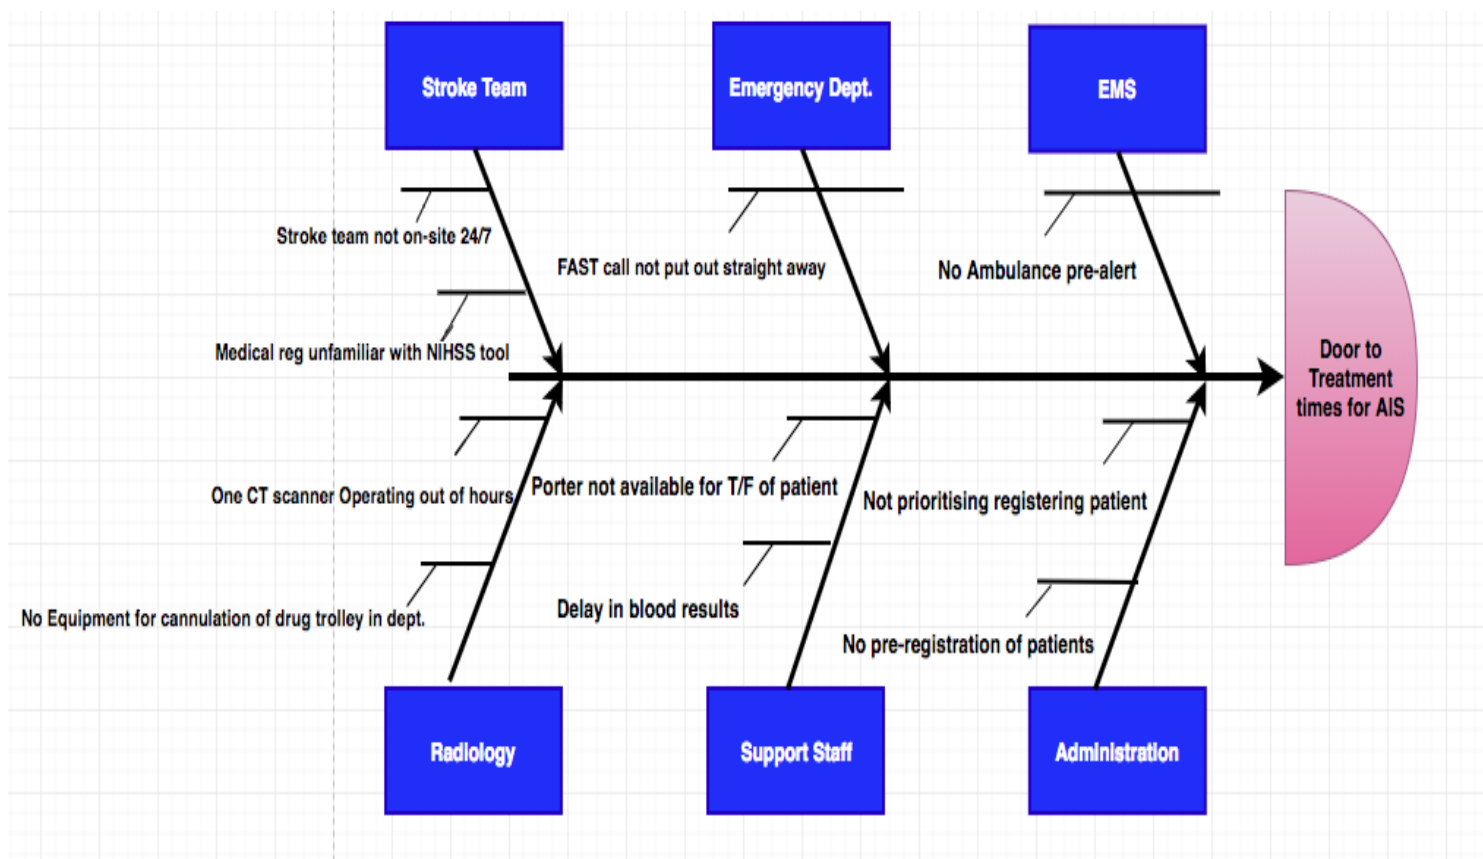 Stroke Team
Emergency Dept.
EMS
Stroke team not on-site 24/7
FAST call not put out straight away
No Ambulance pre-alert
Medical reg unfamiliar with NIHSS tool
Door to
Treatment
times for AIS
One CT scanner Operating out of hours
Porter not available for T/F of patient
Not prioritising registering patient
No Equipment for cannulation of drug trolley in dept.
Delay in blood results
No pre-registration of patients
Radiology
Support Staff
Administration